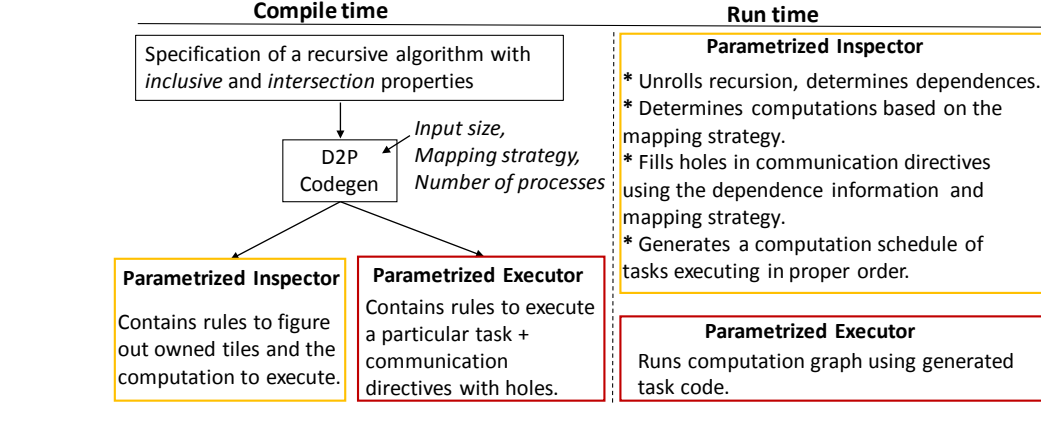 Compile time
Specification of a recursive algorithm with
inclusive and intersection properties
Input size,
Mapping strategy,
Number of processes
D2P
Codegen
Parametrized Inspector
Contains rules to figure
out owned tiles and the
computation to execute.
Parametrized Executor
Contains rules to execute
a particular task +
communication
directives with holes.
Run time
Parametrized Inspector
* Unrolls recursion, determines dependences.
* Determines computations based on the
mapping strategy.
* Fills holes in communication directives
using the dependence information and
mapping strategy.
* Generates a computation schedule of
tasks executing in proper order.
Parametrized Executor
Runs computation graph using generated
task code.